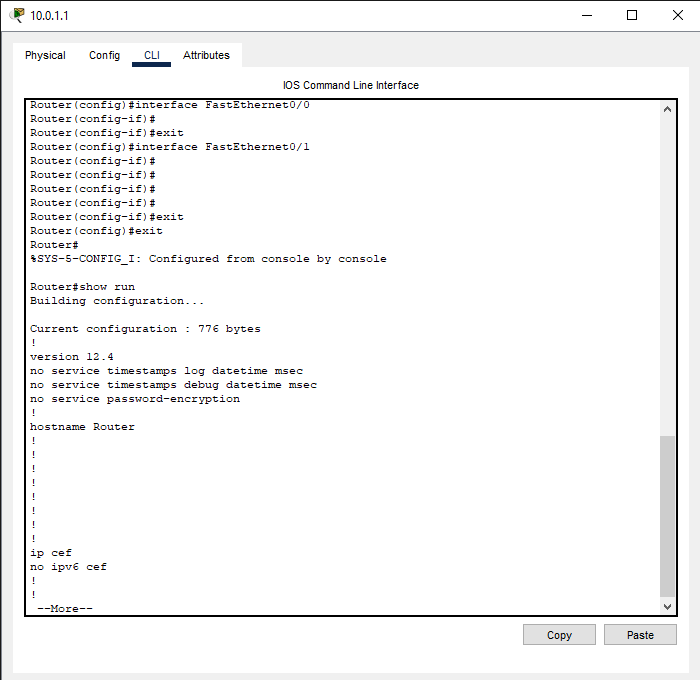 10.0.1.1
Physical Config CLI Attributes
IOS Command Line Interface
Router(config)#interface FastEthernet0/0
Router(config-if)#
Router(config-if)#exit
Router(config)#interface FastEthernet0/1
Router(config-if)#
Router(config-if)#
Router(config-if)#
Router(config-if)#
Router(config-if)#exit
Router(config)#exit
Router#
%SYS-5-CONFIG_I: Configured from console by console
Router#show run
Building configuration...
Current configuration : 776 bytes
!
version 12.4
no service timestamps log datetime msec
no service timestamps debug datetime msec
no service password-encryption
!
hostname Router
!
!
!
!
!
!
!
!
ip cef
no ipv6 cef
!
!
--More--
Copy Paste